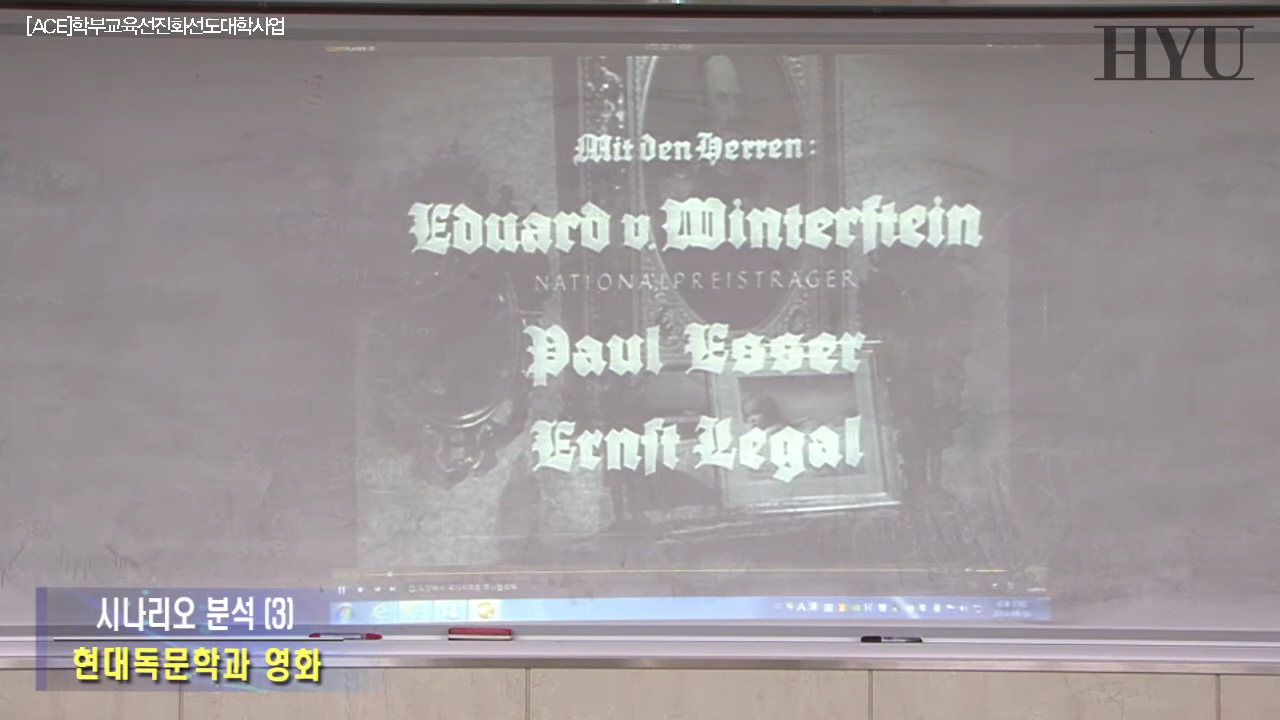 [ACE]학부교육선진화선도대학사업
HYU
Mit den Herren:
Eduard v. Winterstein
NATIONALPREISTRÄGER
Paul Esser
Ernst Legal
시나리오 분석 (3)
현대독문학과 영화